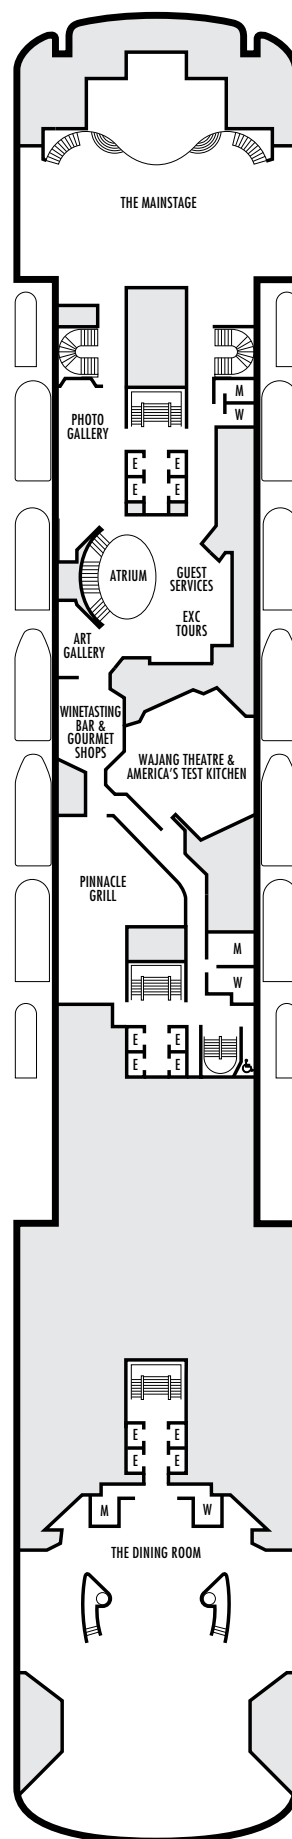 THE MAINSTAGE
M
W
PHOTO
GALLERY
E
E
E
E
ATRIUM
GUEST
SERVICES
EXC
TOURS
ART
GALLERY
WINETASTING
BAR &
GOURMET
SHOPS
WAJANG THEATRE &
AMERICA'S TEST KITCHEN
PINNACLE
GRILL
M
W
E
E
E
E
E
E
E
E
M
W
THE DINING ROOM